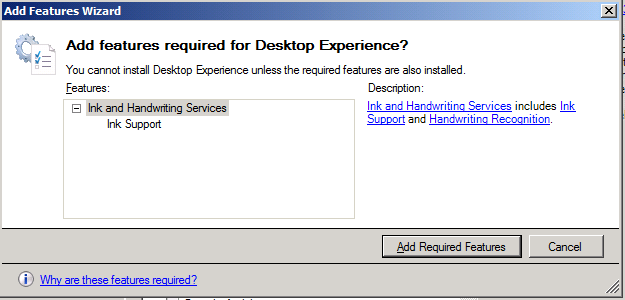 Add Features Wizard
Add features required for Desktop Experience?
You cannot install Desktop Experience unless the required features are also installed.
Features:
Ink and Handwriting Services
Ink Support
Description:
Ink and Handwriting Services includes Ink
Support and Handwriting Recognition.
Add Required Features
Cancel
Why are these features required?